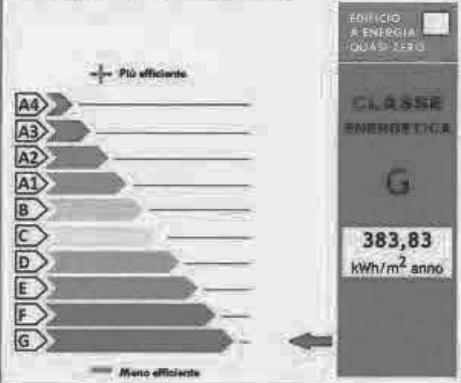 EDIFICIO
A ENERGIA
QUASI ZERO
Più efficiente
A4
A3
A2
A1
B
C
D
E
F
G
Meno efficiente
CLASSE
ENERGETICA
G
383,83
kWh/m² anno